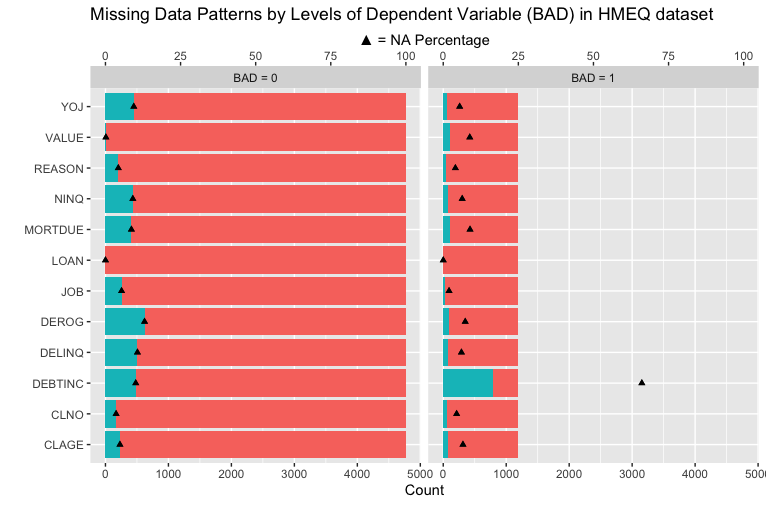 Missing Data Patterns by Levels of Dependent Variable (BAD) in HMEQ dataset
▲ = NA Percentage
0 25 50 75 100 0 25 50 75 100
BAD = 0 BAD = 1
YOJ
VALUE
REASON
NINQ
MORTDUE
LOAN
JOB
DEROG
DELINQ
DEBTINC
CLNO
CLAGE
0 1000 2000 3000 4000 5000 0 1000 2000 3000 4000 500
Count